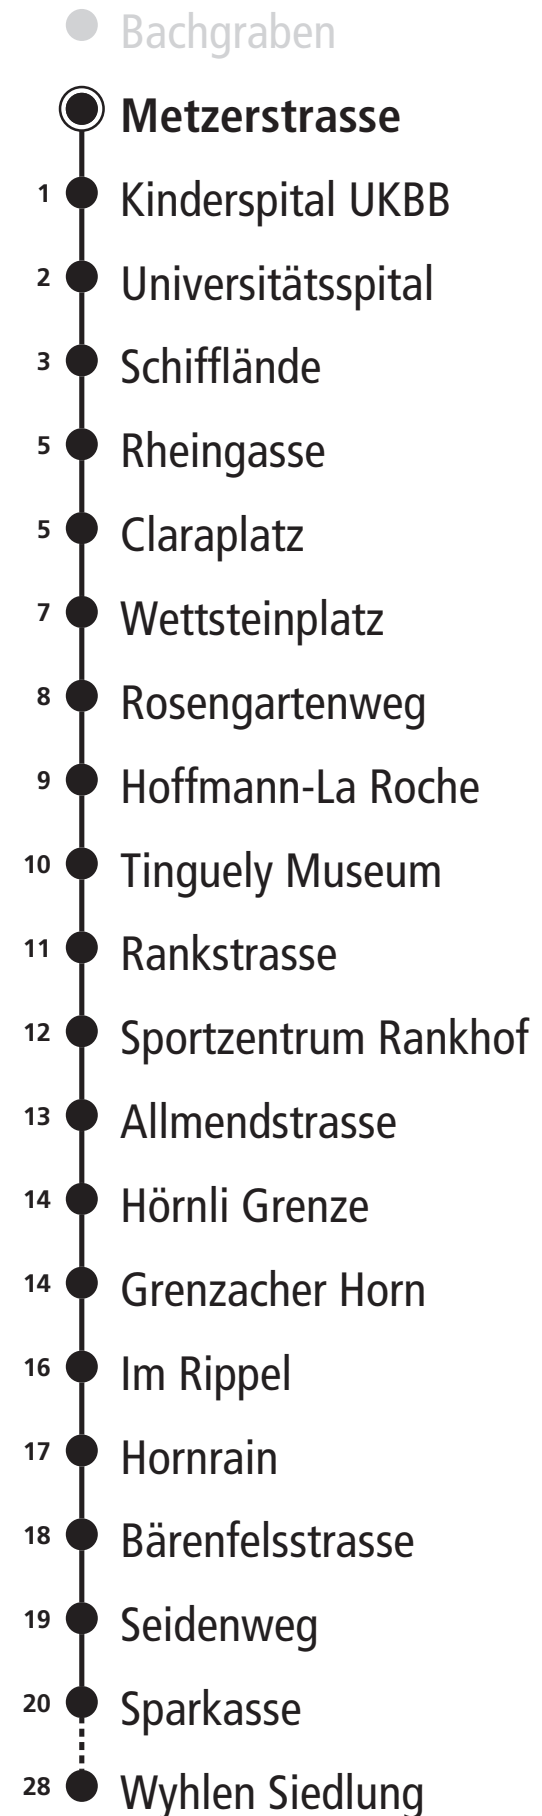 Bachgraben
Metzerstrasse
1 Kinderspital UKBB
2 Universitätsspital
3 Schifflände
5 Rheingasse
5 Claraplatz
7 Wettsteinplatz
8 Rosengartenweg
9 Hoffmann-La Roche
10 Tinguely Museum
11 Rankstrasse
12 Sportzentrum Rankhof
13 Allmendstrasse
14 Hörnli Grenze
14 Grenzacher Horn
16 Im Rippel
17 Hornrain
18 Bärenfelsstrasse
19 Seidenweg
20 Sparkasse
28 Wyhlen Siedlung